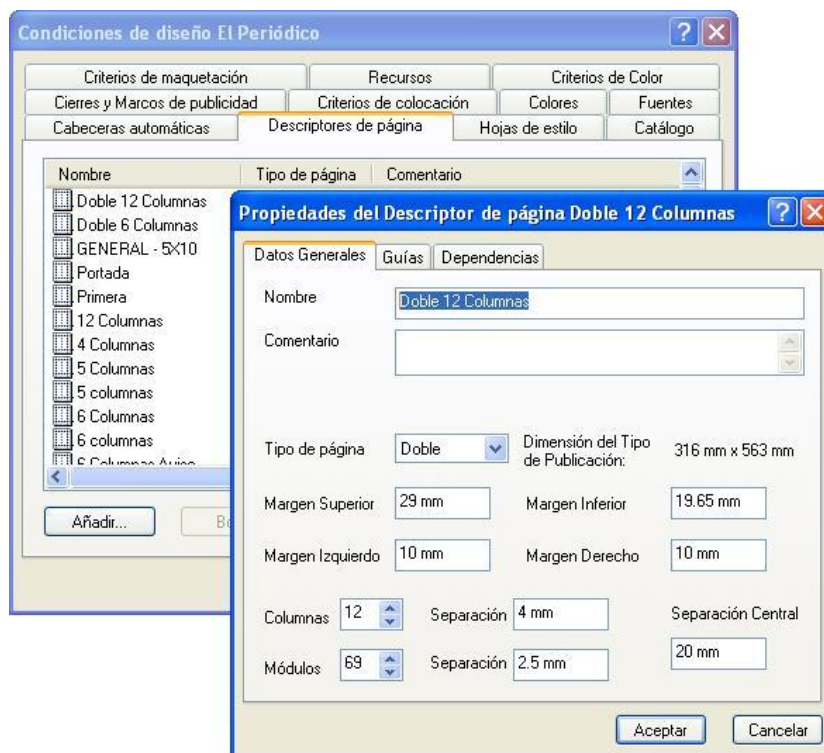 Condiciones de diseño El Periódico
Criterios de maquetación Recursos Criterios de Color
Cierres y Marcos de publicidad Criterios de colocación Colores Fuentes
Cabeceras automáticas Descriptores de página Hojas de estilo Catálogo
Nombre Tipo de página Comentario
Doble 12 Columnas
Doble 6 Columnas
GENERAL - 5X10
Portada
Primera
12 Columnas
4 Columnas
5 Columnas
5 columnas
6 Columnas
6 columnas
6 Columnas
Añadir...
Propiedades del Descriptor de página Doble 12 Columnas
Datos Generales Guías Dependencias
Nombre Doble 12 Columnas
Comentario
Tipo de página Doble Dimensión del Tipo
de Publicación: 316 mm x 563 mm
Margen Superior 29 mm Margen Inferior 19.65 mm
Margen Izquierdo 10 mm Margen Derecho 10 mm
Columnas 12 Separación 4 mm Separación Central
Módulos 69 Separación 2.5 mm 20 mm
Aceptar Cancelar